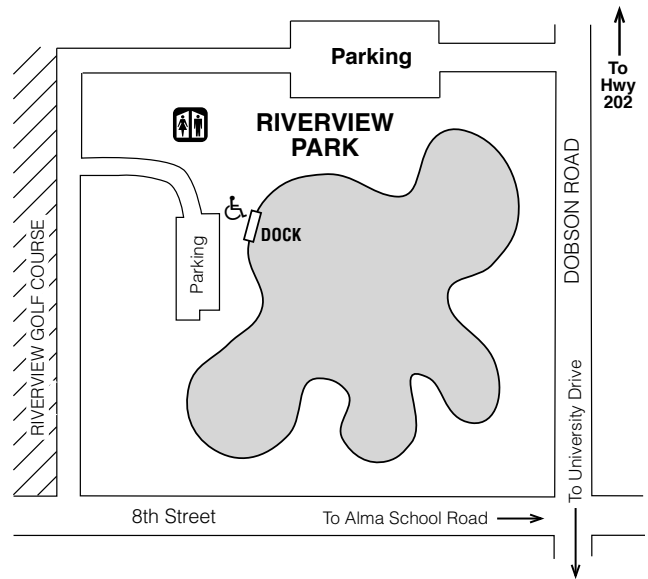 Parking
To
Hwy
202
RIVERVIEW
PARK
DOBSON ROAD
DOCK
Parking
RIVERVIEW GOLF COURSE
To University Drive
8th Street
To Alma School Road